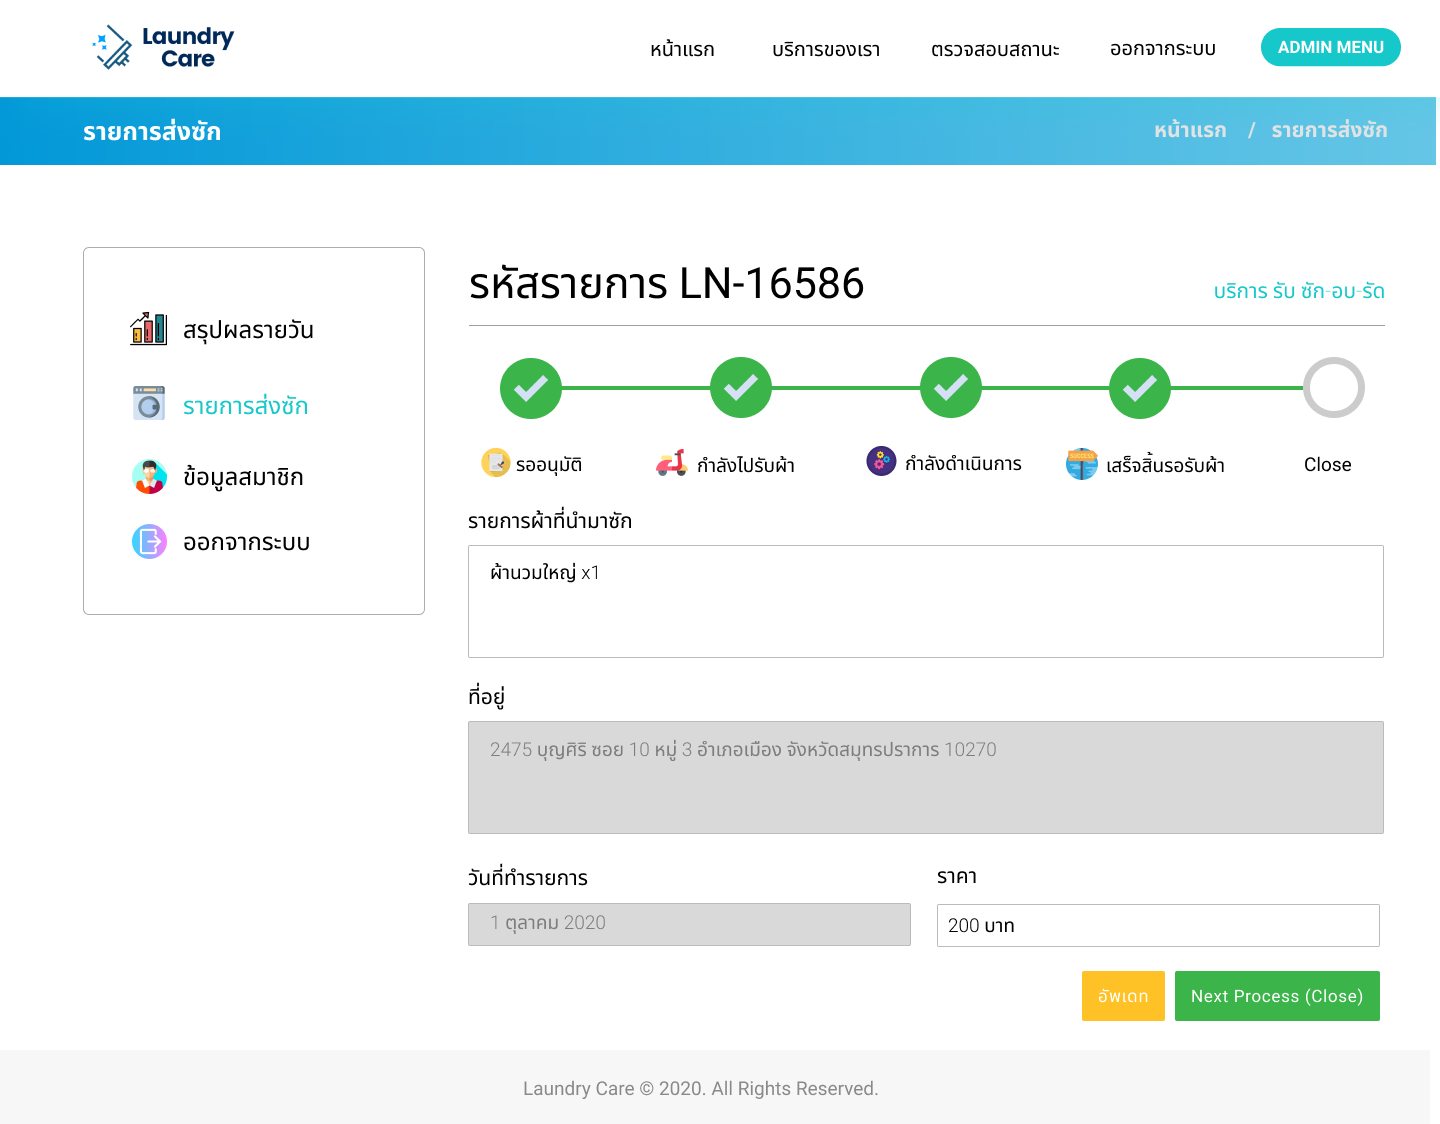 Laundry
Care
หน้าแรก
บริการของเรา
ตรวจสอบสถานะ
ออกจากระบบ
ADMIN MENU
รายการส่งซัก
หน้าแรก / รายการส่งซัก
สรุปผลรายวัน
รายการส่งซัก
ข้อมูลสมาชิก
ออกจากระบบ
รหัสรายการ LN-16586
บริการ รับ ซัก-อบ-รัด
รออนุมัติ
กำลังไปรับผ้า
กำลังดำเนินการ
SUCCESS
เสร็จสิ้นรอรับผ้า
Close
รายการผ้าที่นำมาซัก
ผ้านวมใหญ่ x1
ที่อยู่
2475 บุญศิริ ซอย 10 หมู่ 3 อำเภอเมือง จังหวัดสมุทรปราการ 10270
วันที่ทำรายการ
ราคา
1 ตุลาคม 2020
200 บาท
อัพเดท
Next Process (Close)
Laundry Care © 2020. All Rights Reserved.